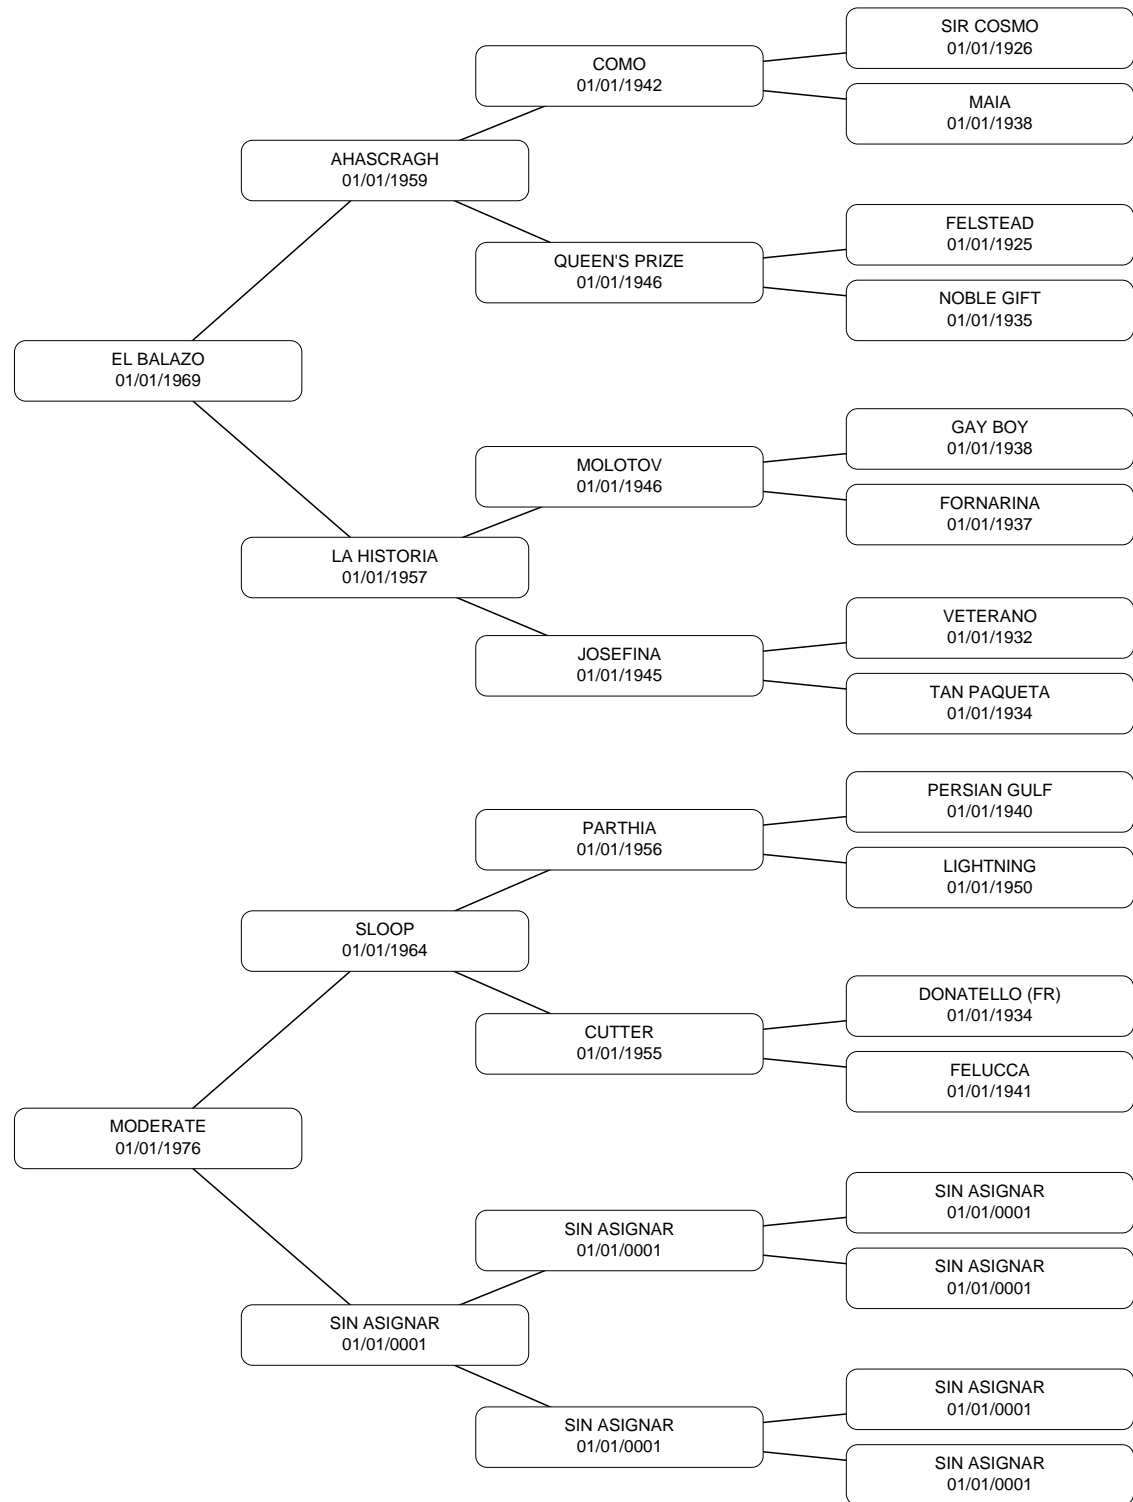 SIR COSMO
01/01/1926
COMO
01/01/1942
MAIA
01/01/1938
AHASCRAGH
01/01/1959
FELSTEAD
01/01/1925
QUEEN'S PRIZE
01/01/1946
NOBLE GIFT
01/01/1935
EL BALAZO
01/01/1969
GAY BOY
01/01/1938
MOLOTOV
01/01/1946
FORNARINA
01/01/1937
LA HISTORIA
01/01/1957
VETERANO
01/01/1932
JOSEFINA
01/01/1945
TAN PAQUETA
01/01/1934
PERSIAN GULF
01/01/1940
PARTHIA
01/01/1956
LIGHTNING
01/01/1950
SLOOP
01/01/1964
DONATELLO (FR)
01/01/1934
CUTTER
01/01/1955
FELUCCA
01/01/1941
MODERATE
01/01/1976
SIN ASIGNAR
01/01/0001
SIN ASIGNAR
01/01/0001
SIN ASIGNAR
01/01/0001
SIN ASIGNAR
01/01/0001
SIN ASIGNAR
01/01/0001
SIN ASIGNAR
01/01/0001
SIN ASIGNAR
01/01/0001